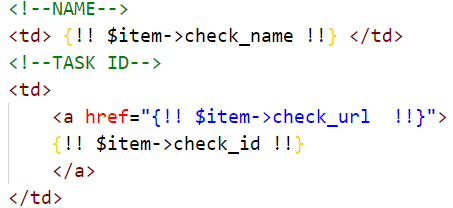 <!--NAME-->
<td> {!! $item->check_name !!} </td>
<!--TASK ID-->
<td>
<a href="{!! $item->check_url  !!}">
{!! $item->check_id !!}
</a>
</td>